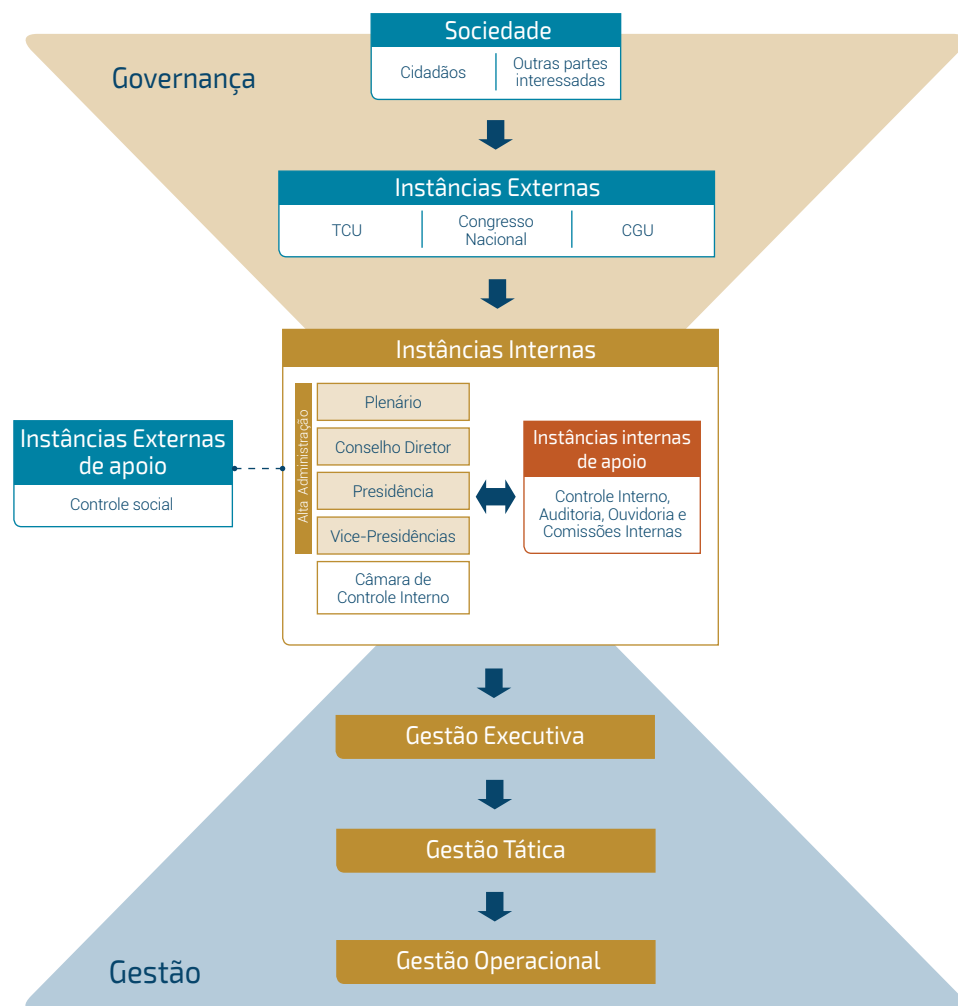 Sociedade
Governança
Cidadãos
Outras partes
interessadas
Instâncias Externas
TCU
Congresso
Nacional
CGU
Instâncias Internas
Alta Administração
Plenário
Conselho Diretor
Presidência
Vice-Presidências
Câmara de
Controle Interno
Instâncias Externas
de apoio
Controle social
Instâncias internas
de apoio
Controle Interno,
Auditoria, Ouvidoria e
Comissões Internas
Gestão Executiva
Gestão Tática
Gestão Operacional
Gestão